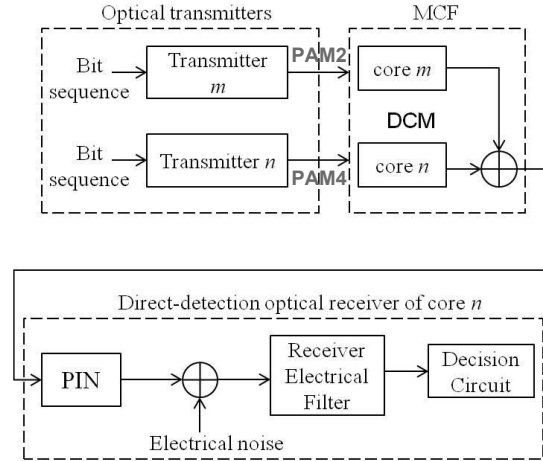 Optical transmitters
MCF
Bit
sequence
Transmitter
m
PAM2
core m
DCM
Bit
sequence
Transmitter n
PAM4
core n
Direct-detection optical receiver of core n
PIN
Receiver
Electrical
Filter
Decision
Circuit
Electrical noise